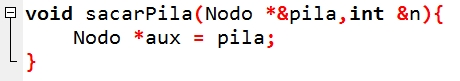 void sacarPila(Nodo *&pila,int &n){
    Nodo *aux = pila;
}